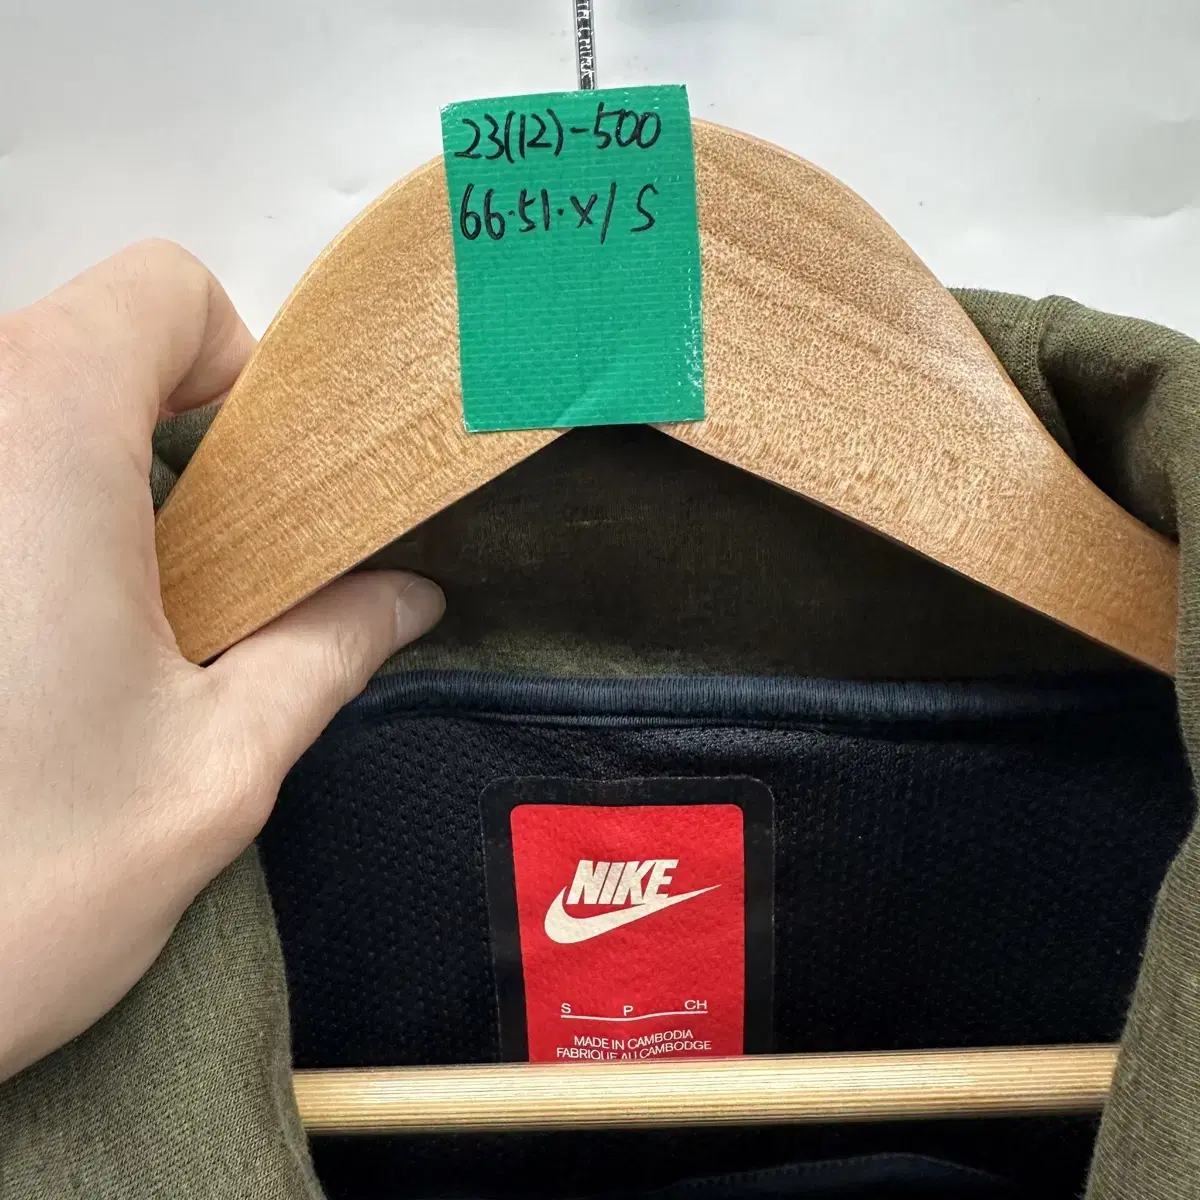 23(12)-500
66.51.X/S
NIKE
S P CH
MADE IN CAMBODIA
FABRIQUE AU CAMBODGE